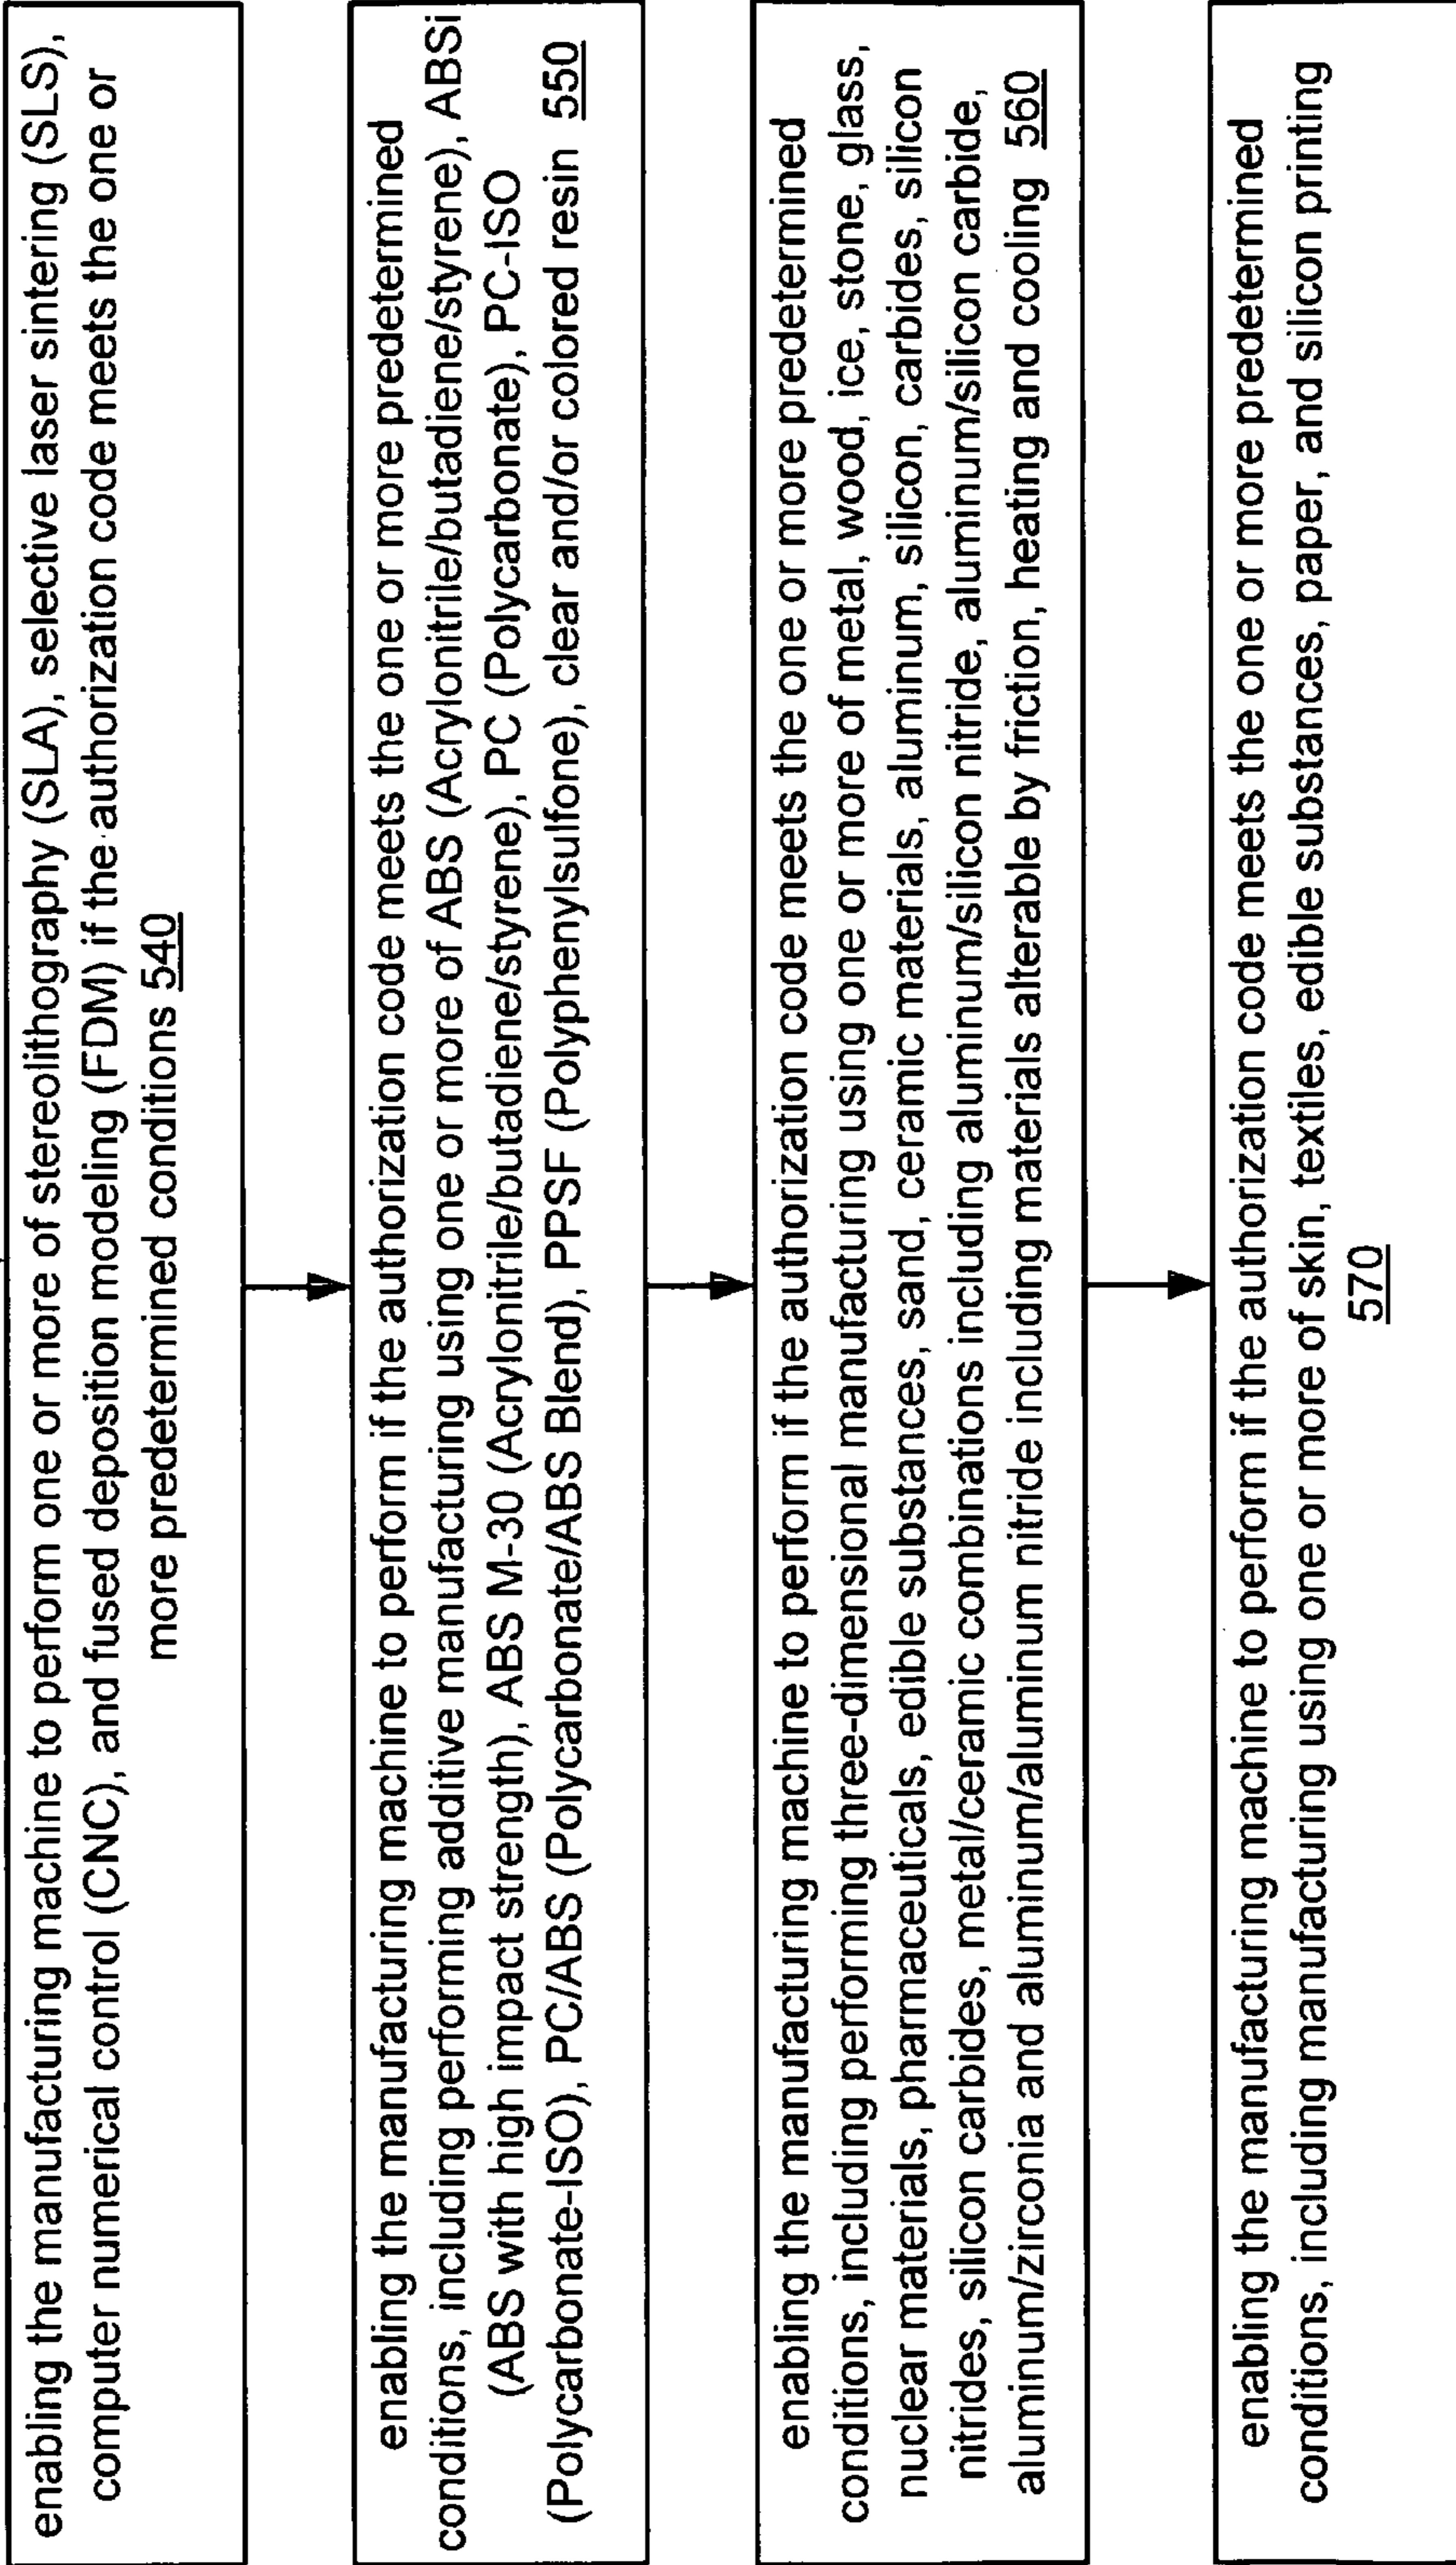 enabling the manufacturing machine to perform one or more of stereolithography (SLA), selective laser sintering (SLS),
computer numerical control (CNC), and fused deposition modeling (FDM) if the authorization code meets the one or
more predetermined conditions 540
enabling the manufacturing machine to perform if the authorization code meets the one or more predetermined
conditions, including performing additive manufacturing using one or more of ABS (Acrylonitrile/butadiene/styrene), ABSi
(ABS with high impact strength), ABS M-30 (Acrylonitrile/butadiene/styrene), PC (Polycarbonate), PC-ISO
(Polycarbonate-ISO), PC/ABS (Polycarbonate/ABS Blend), PPSF (Polyphenylsulfone), clear and/or colored resin 550
enabling the manufacturing machine to perform if the authorization code meets the one or more predetermined
conditions, including performing three-dimensional manufacturing using one or more of metal, wood, ice, stone, glass,
nuclear materials, pharmaceuticals, edible substances, sand, ceramic materials, aluminum, silicon, carbides, silicon
nitrides, silicon carbides, metal/ceramic combinations including aluminum/silicon nitride, aluminum/silicon carbide,
aluminum/zirconia and aluminum/aluminum nitride including materials alterable by friction, heating and cooling 560
enabling the manufacturing machine to perform if the authorization code meets the one or more predetermined
conditions, including manufacturing using one or more of skin, textiles, edible substances, paper, and silicon printing
570